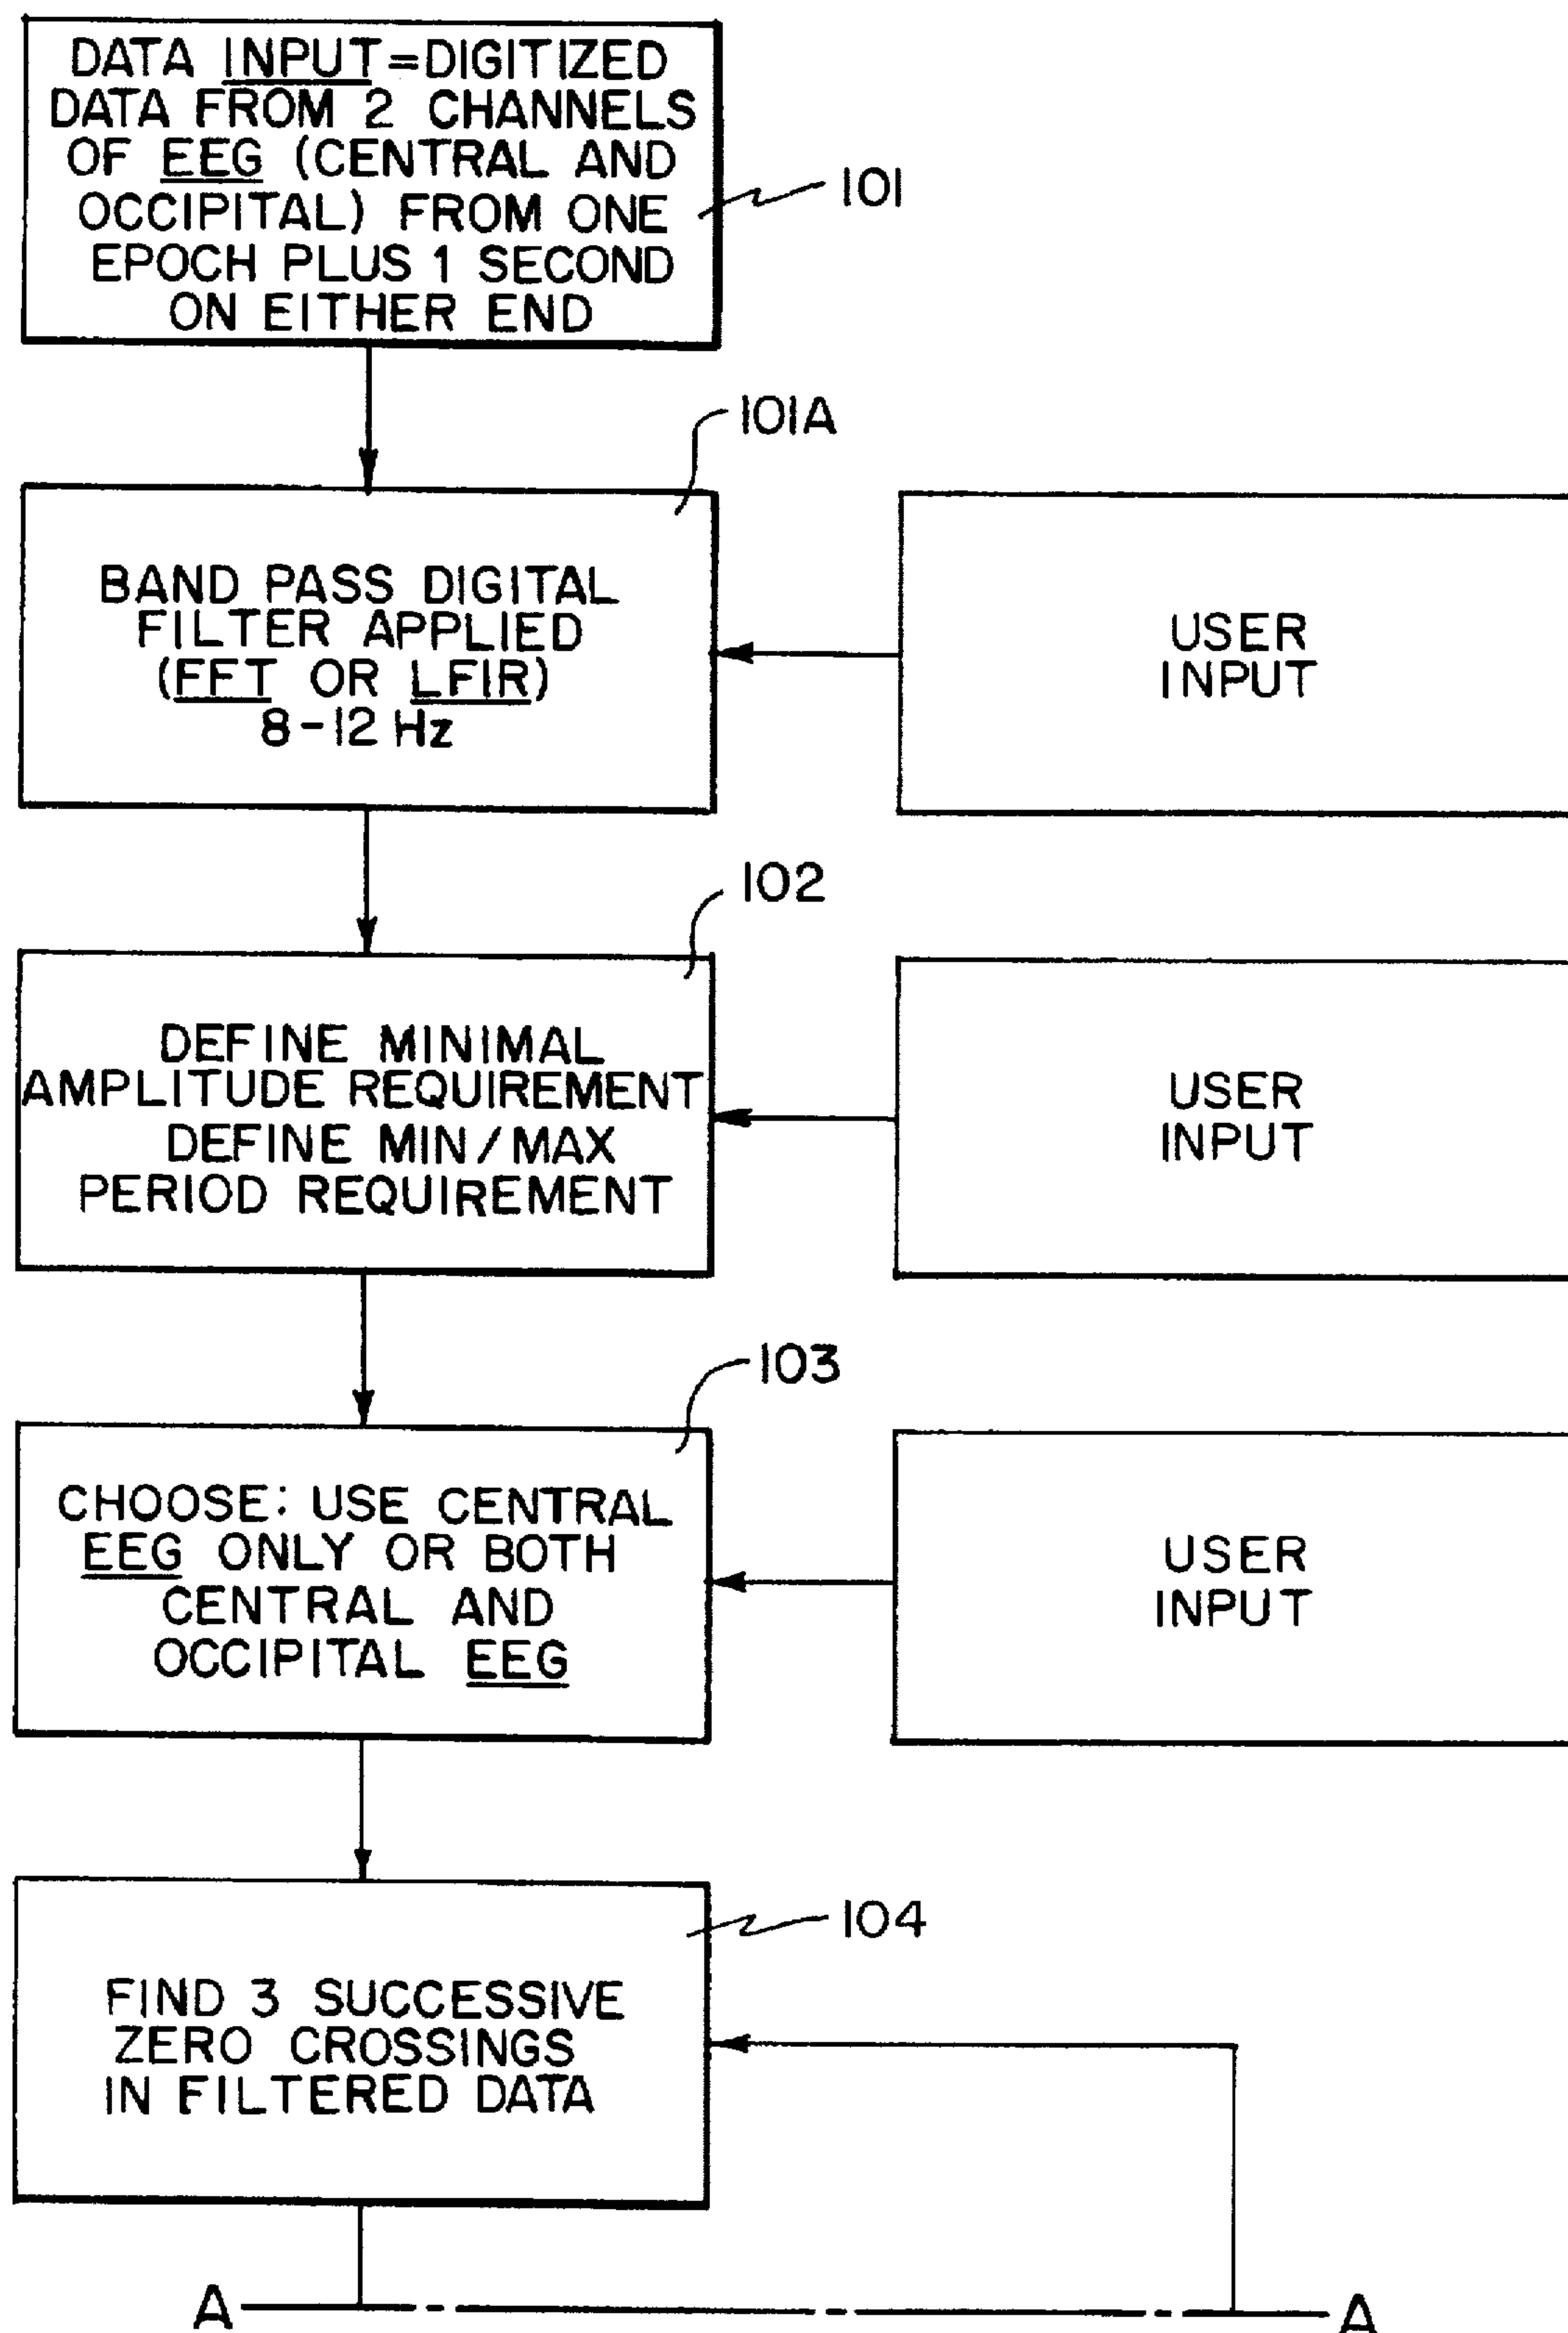 DATA INPUT=DIGITIZED
DATA FROM 2 CHANNELS
OF EEG (CENTRAL AND
OCCIPITAL) FROM ONE
EPOCH PLUS 1 SECOND
ON EITHER END
101
101A
BAND PASS DIGITAL
FILTER APPLIED
(FFT OR LFIR)
8-12 Hz
USER
INPUT
102
DEFINE MINIMAL
AMPLITUDE REQUIREMENT
DEFINE MIN/MAX
PERIOD REQUIREMENT
USER
INPUT
103
CHOOSE: USE CENTRAL
EEG ONLY OR BOTH
CENTRAL AND
OCCIPITAL EEG
USER
INPUT
104
FIND 3 SUCCESSIVE
ZERO CROSSINGS
IN FILTERED DATA
A A